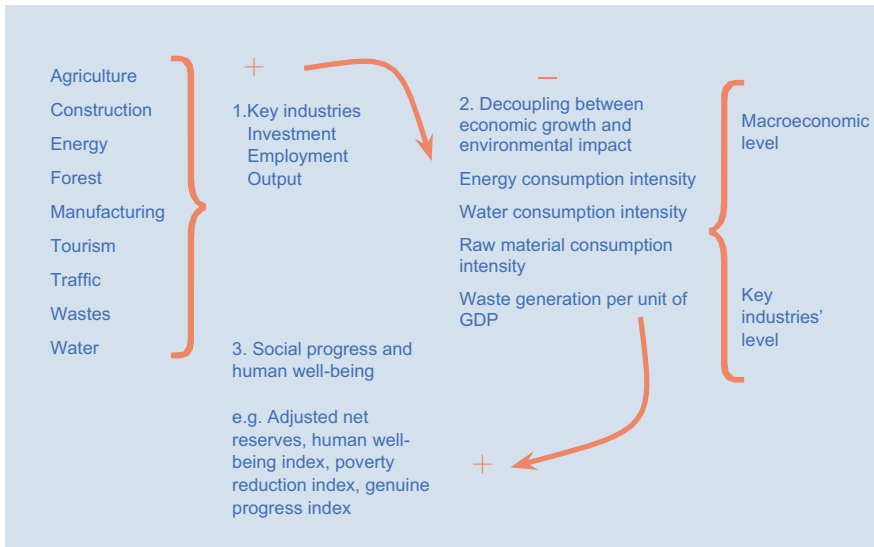 Agriculture
Construction
Energy
Forest
Manufacturing
Tourism
Traffic
Wastes
Water
+
1.Key industries
Investment
Employment
Output
−
2. Decoupling between
economic growth and
environmental impact
Energy consumption intensity
Water consumption intensity
Raw material consumption
intensity
Waste generation per unit of
GDP
Macroeconomic
level
Key
industries’
level
3. Social progress and
human well-being
e.g. Adjusted net
reserves, human well-
being index, poverty
reduction index, genuine
progress index
+